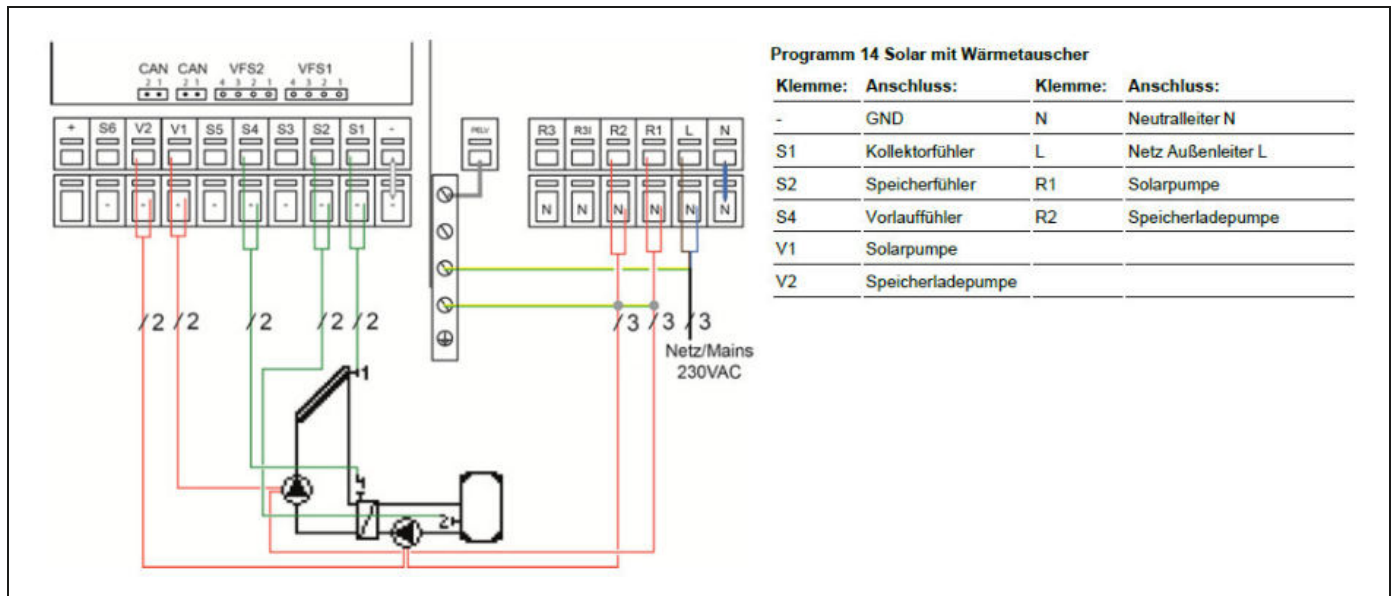 CAN CAN VFS2 VFS1
2 1 2 1 4 3 2 1 4 3 2 1
+ S6 V2 V1 S5 S4 S3 S2 S1 -
- - - - - - - - -
PELV
R3 R3I R2 R1 L N
N N N N N N
/2 /2 /2 /2 /2
/3 /3 /3
Netz/Mains
230VAC
1
4
2
Programm 14 Solar mit Wärmetauscher
Klemme: Anschluss: Klemme: Anschluss:
- GND N Neutralleiter N
S1 Kollektorfühler L Netz Außenleiter L
S2 Speicherfühler R1 Solarpumpe
S4 Vorlauffühler R2 Speicherladepumpe
V1 Solarpumpe
V2 Speicherladepumpe